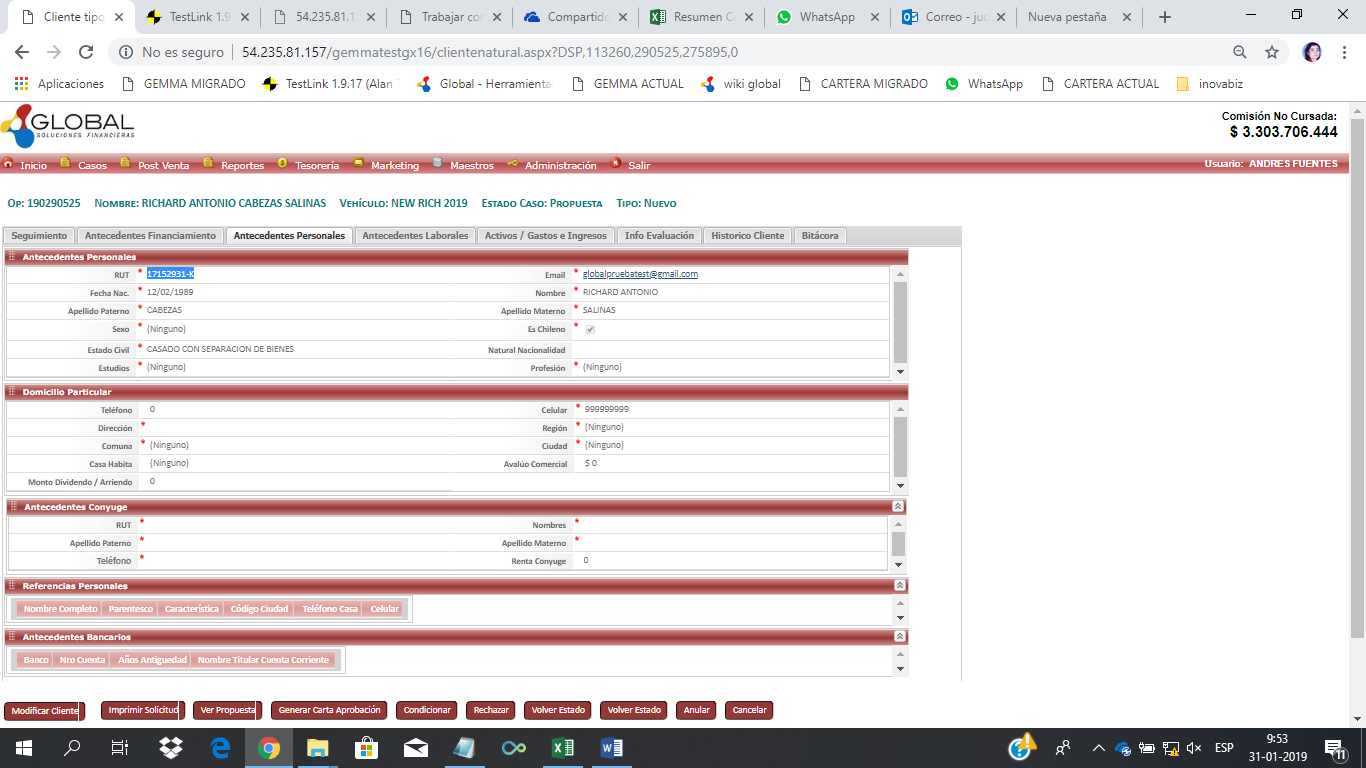 Cliente tipo
TestLink 1.9
54.235.81.15
Trabajar con
Compartido
Resumen C
WhatsApp
Correo - juc
Nueva pestaña
No es seguro | 54.235.81.157/gemmatestgx16/clientenatural.aspx?DSP,113260,290525,275895,0
Aplicaciones GEMMA MIGRADO TestLink 1.9.17 (Alan Global - Herramienta GEMMA ACTUAL wiki global CARTERA MIGRADO WhatsApp CARTERA ACTUAL inovabiz
GLOBAL
SOLUCIONES FINANCIERAS
Comisión No Cursada:
$ 3.303.706.444
Inicio Casos Post Venta Reportes Tesorería Marketing Maestros Administración Salir Usuario: ANDRES FUENTES
Op: 190290525 Nombre: RICHARD ANTONIO CABEZAS SALINAS Vehículo: NEW RICH 2019 Estado Caso: Propuesta Tipo: Nuevo
Seguimiento Antecedentes Financiamiento Antecedentes Personales Antecedentes Laborales Activos / Gastos e Ingresos Info Evaluación Historico Cliente Bitácora
Antecedentes Personales
RUT * 17152931-K Email * globalpruebatest@gmail.com
Fecha Nac. * 12/02/1989 Nombre * RICHARD ANTONIO
Apellido Paterno * CABEZAS Apellido Materno * SALINAS
Sexo * (Ninguno) Es Chileno *
Estado Civil * CASADO CON SEPARACION DE BIENES Natural Nacionalidad
Estudios * (Ninguno) Profesión * (Ninguno)
Domicilio Particular
Teléfono 0 Celular * 999999999
Dirección * Región * (Ninguno)
Comuna * (Ninguno) Ciudad * (Ninguno)
Casa Habita (Ninguno) Avalúo Comercial $ 0
Monto Dividendo / Arriendo 0
Antecedentes Conyuge
RUT * Nombres *
Apellido Paterno * Apellido Materno *
Teléfono * Renta Conyuge 0
Referencias Personales
Nombre Completo Parentesco Característica Código Ciudad Teléfono Casa Celular
Antecedentes Bancarios
Banco Nro Cuenta Años Antiguedad Nombre Titular Cuenta Corriente
Modificar Cliente Imprimir Solicitud Ver Propuesta Generar Carta Aprobación Condicionar Rechazar Volver Estado Volver Estado Anular Cancelar
ESP
9:53
31-01-2019
11